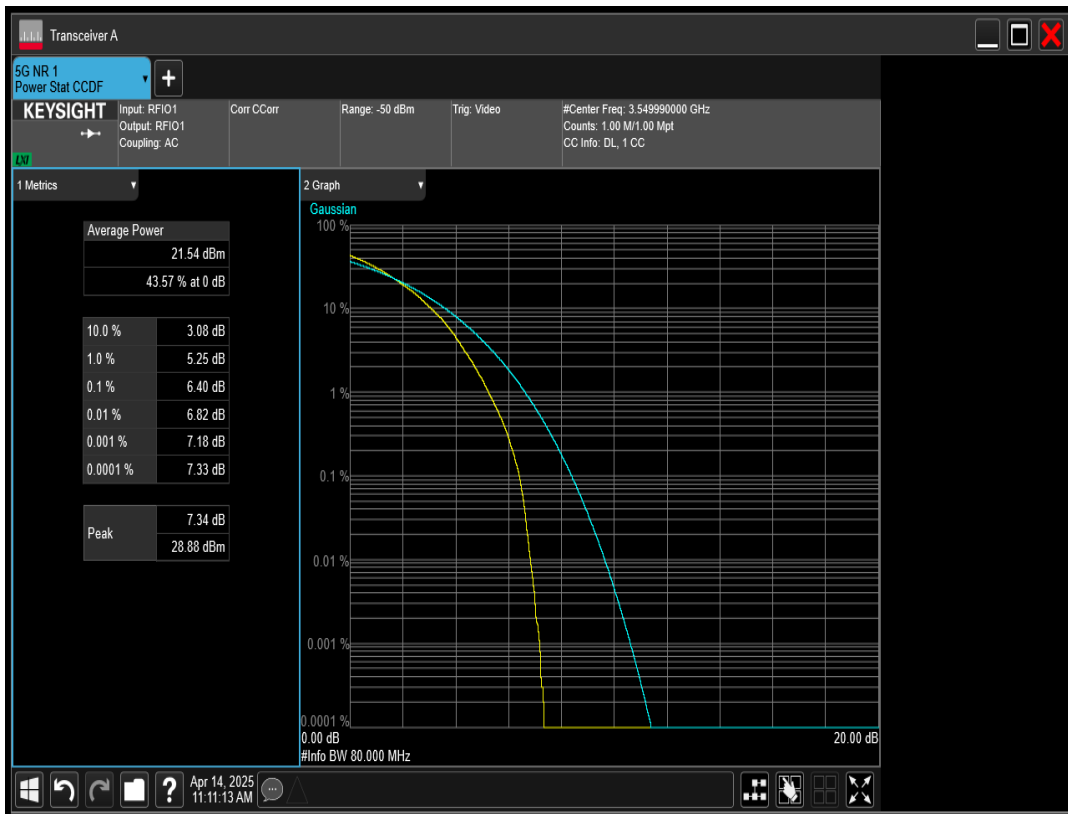 Transceiver A
5G NR 1
Power Stat CCDF
+
KEYSIGHT
LXI
Input: RFIO1
Output: RFIO1
Coupling: AC
Corr CCorr
Range: -50 dBm
Trig: Video
#Center Freq: 3.549990000 GHz
Counts: 1.00 M/1.00 Mpt
CC Info: DL, 1 CC
1 Metrics
Average Power
21.54 dBm
43.57 % at 0 dB
10.0 % 3.08 dB
1.0 % 5.25 dB
0.1 % 6.40 dB
0.01 % 6.82 dB
0.001 % 7.18 dB
0.0001 % 7.33 dB
Peak 7.34 dB
28.88 dBm
2 Graph
Gaussian
100 %
10 %
1 %
0.1 %
0.01 %
0.001 %
0.0001 %
0.00 dB 20.00 dB
#Info BW 80.000 MHz
?
Apr 14, 2025
11:11:13 AM